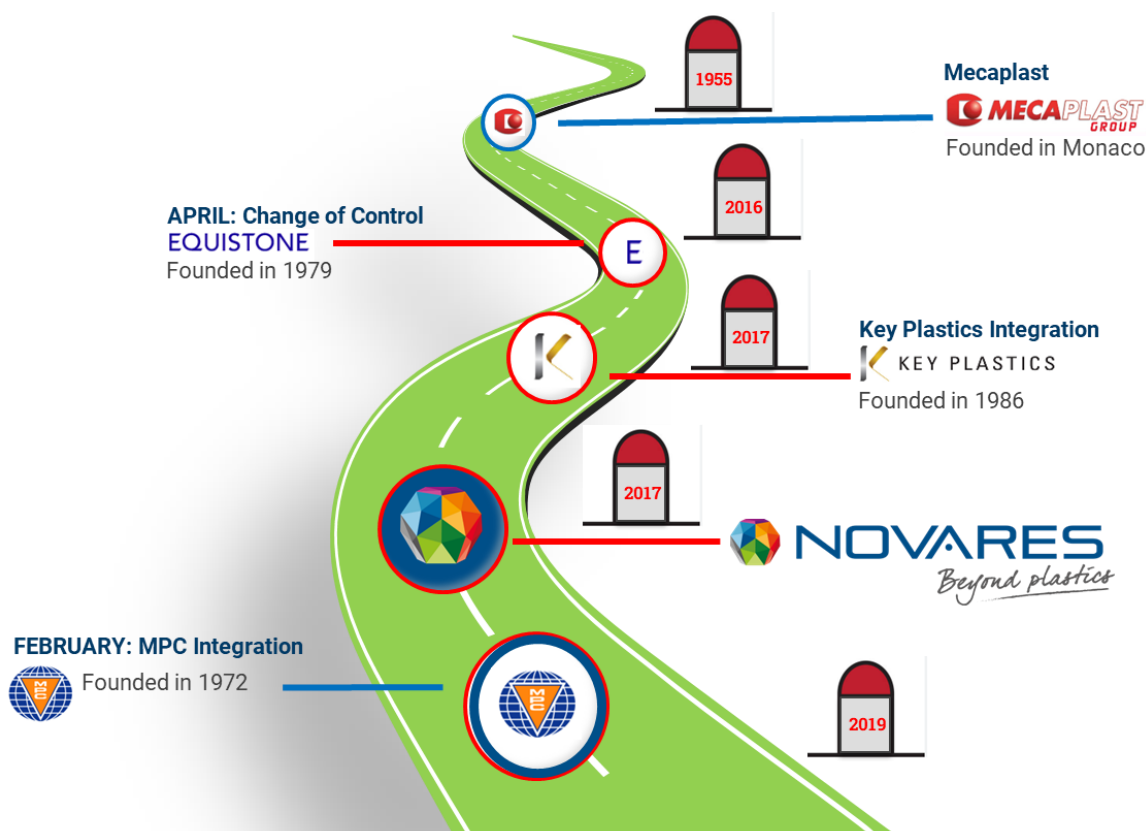 1955
Mecaplast
MECAPLAST
GROUP
Founded in Monaco
2016
APRIL: Change of Control
EQUISTONE
Founded in 1979
E
2017
Key Plastics Integration
K KEY PLASTICS
Founded in 1986
K
2017
NOVARES
Beyond plastics
FEBRUARY: MPC Integration
MPC
Founded in 1972
MPC
2019